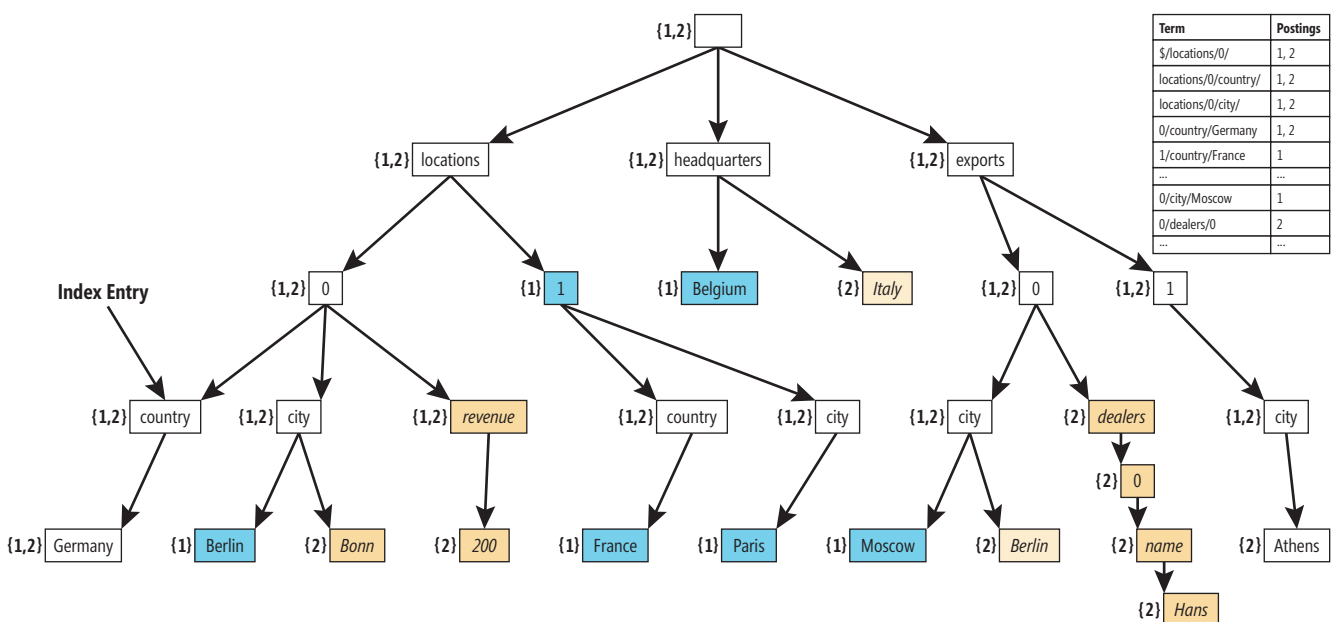 {1,2}
Term Postings
$/locations/0/ 1, 2
locations/0/country/ 1, 2
locations/0/city/ 1, 2
0/country/Germany 1, 2
1/country/France 1
... ...
0/city/Moscow 1
0/dealers/0 2
... ...
{1,2} locations {1,2} headquarters {1,2} exports
Index Entry
{1,2} 0 {1} 1 {1} Belgium {2} Italy {1,2} 0 {1,2} 1
{1,2} country {1,2} city {1,2} revenue {1,2} country {1,2} city {1,2} city {2} dealers {1,2} city
{2} 0
{1,2} Germany {1} Berlin {2} Bonn {2} 200 {1} France {1} Paris {1} Moscow {2} Berlin {2} name {2} Athens
{2} Hans